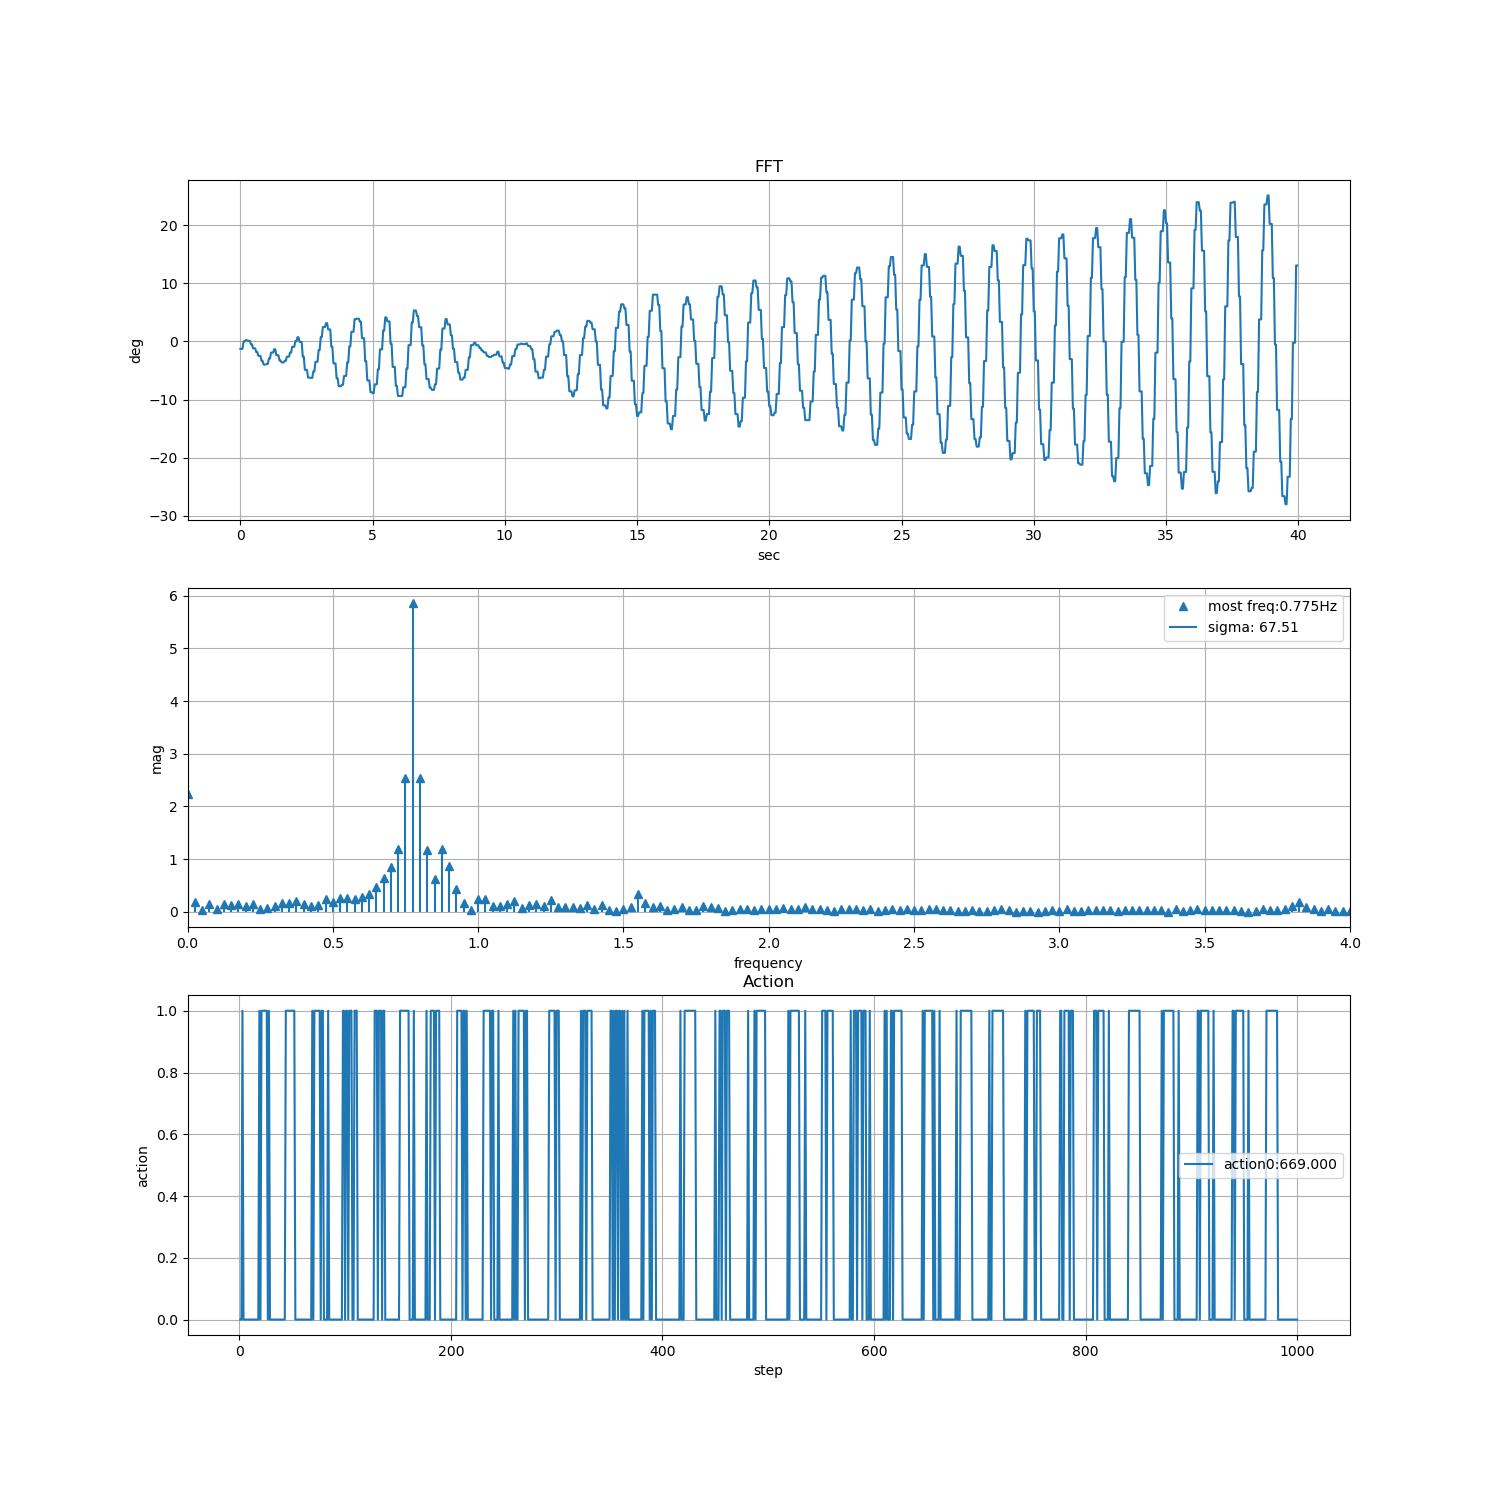 FFT
20
10
0
−10
−20
−30
deg
0 5 10 15 20 25 30 35 40
sec
6
5
4
3
2
1
0
mag
most freq:0.775Hz
sigma: 67.51
0.0 0.5 1.0 1.5 2.0 2.5 3.0 3.5 4.0
frequency
Action
1.0
0.8
0.6
0.4
0.2
0.0
action
action0:669.000
0 200 400 600 800 1000
step